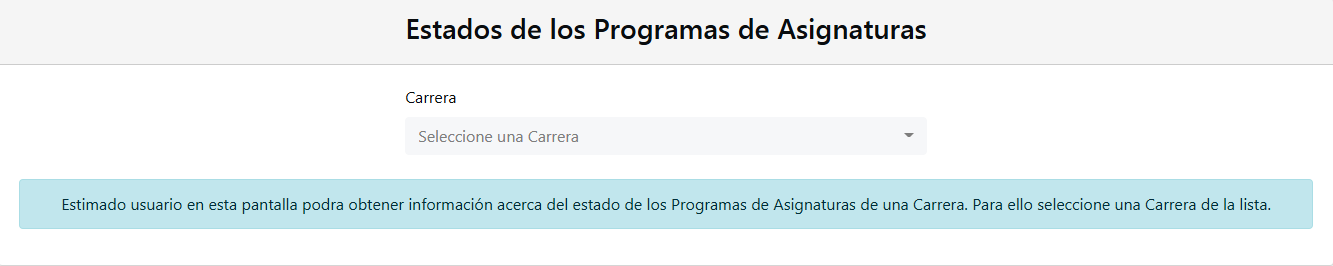 Estados de los Programas de Asignaturas
Carrera
Seleccione una Carrera
Estimado usuario en esta pantalla podra obtener información acerca del estado de los Programas de Asignaturas de una Carrera. Para ello seleccione una Carrera de la lista.